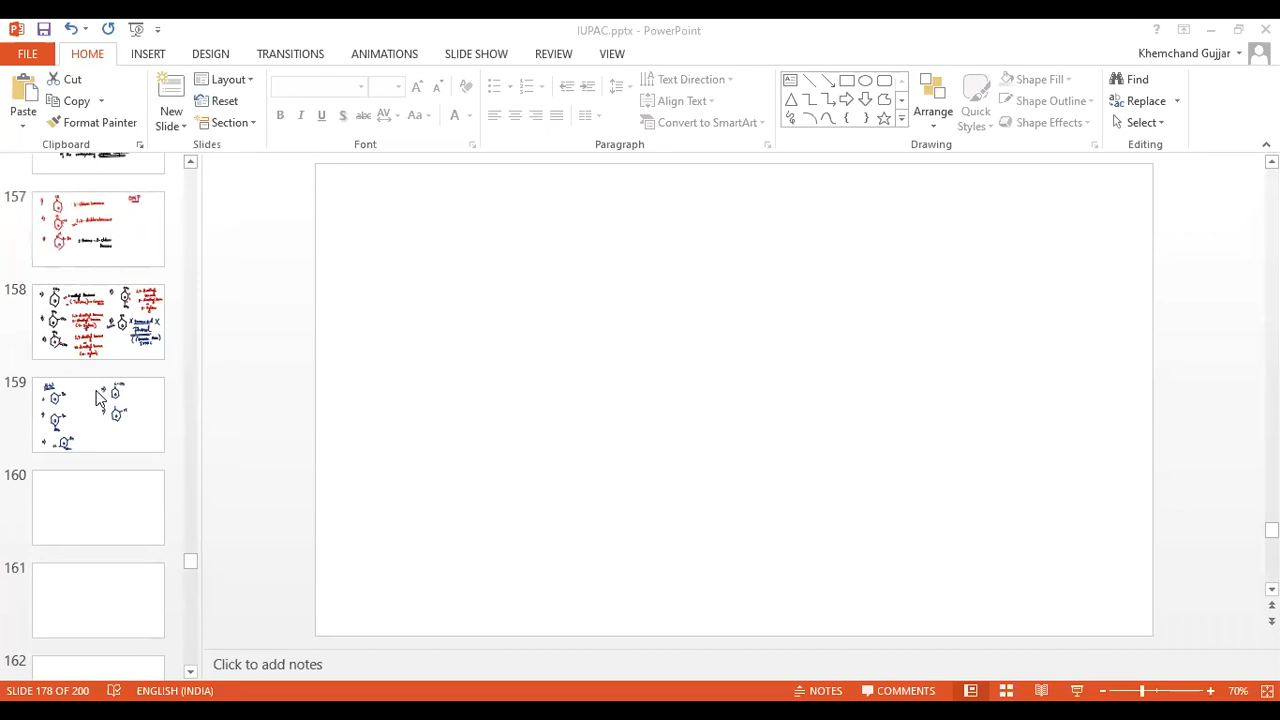 IUPAC.pptx - PowerPoint
FILE HOME INSERT DESIGN TRANSITIONS ANIMATIONS SLIDE SHOW REVIEW VIEW Khemchand Gujjar
Paste
Cut
Copy
Format Painter
Clipboard
New Slide
Layout
Reset
Section
Slides
B I U S abc AV Aa A
Font
Text Direction
Align Text
Convert to SmartArt
Paragraph
Arrange
Quick Styles
Shape Fill
Shape Outline
Shape Effects
Drawing
Find
Replace
Select
Editing
157
158
159
160
161
162
Click to add notes
SLIDE 178 OF 200 ENGLISH (INDIA) NOTES COMMENTS 70%